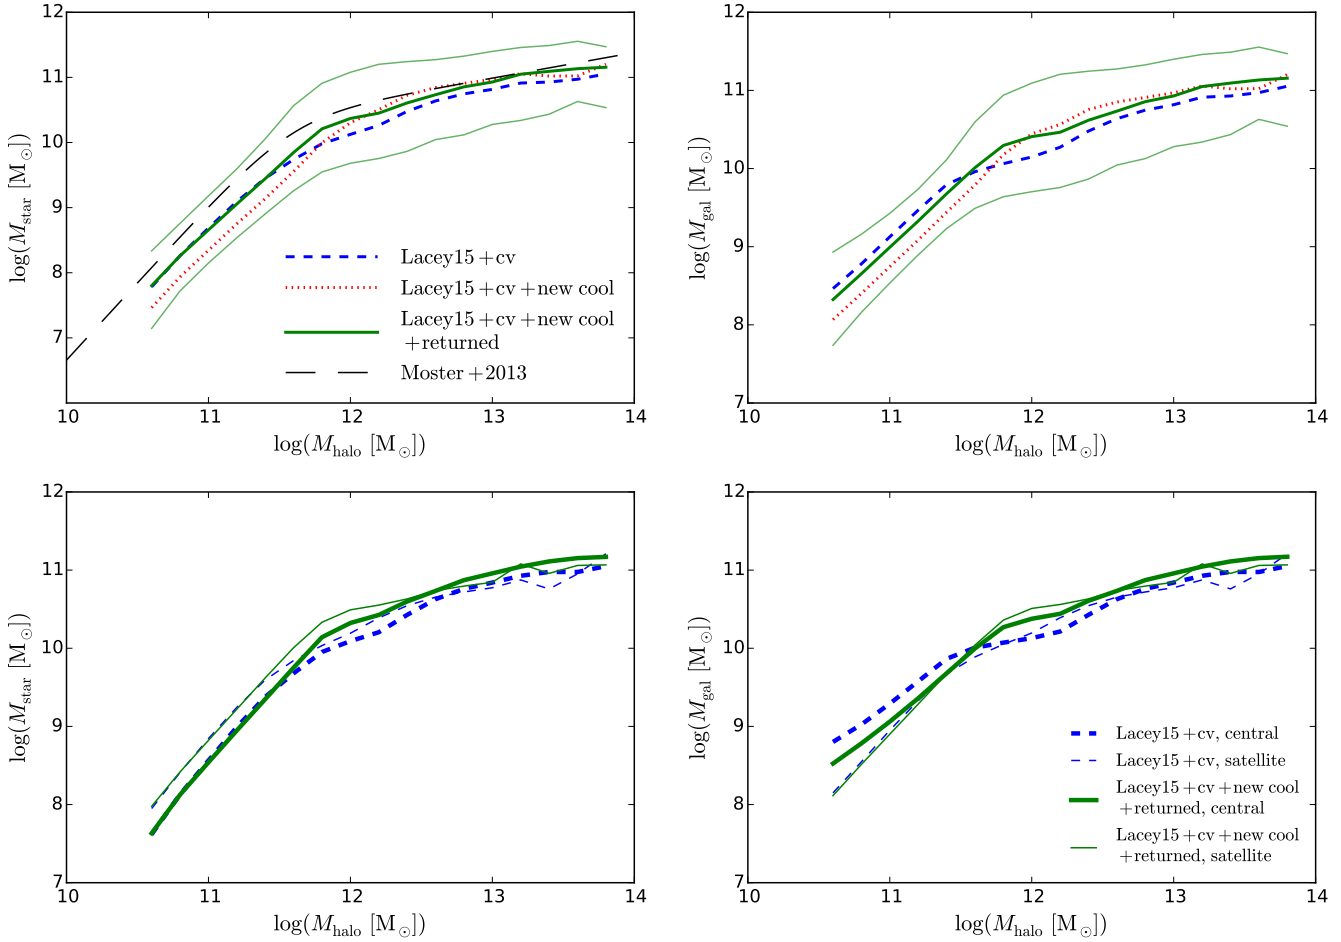 12
11
10
9
8
7
log(M_star [M_⊙])
10 11 12 13 14
log(M_halo [M_⊙])
Lacey15+cv
Lacey15+cv+new cool
Lacey15+cv+new cool
+returned
Moster+2013
12
11
10
9
8
7
log(M_gal [M_⊙])
10 11 12 13 14
log(M_halo [M_⊙])
12
11
10
9
8
7
log(M_star [M_⊙])
10 11 12 13 14
log(M_halo [M_⊙])
12
11
10
9
8
7
log(M_gal [M_⊙])
10 11 12 13 14
log(M_halo [M_⊙])
Lacey15+cv, central
Lacey15+cv, satellite
Lacey15+cv+new cool
+returned, central
Lacey15+cv+new cool
+returned, satellite